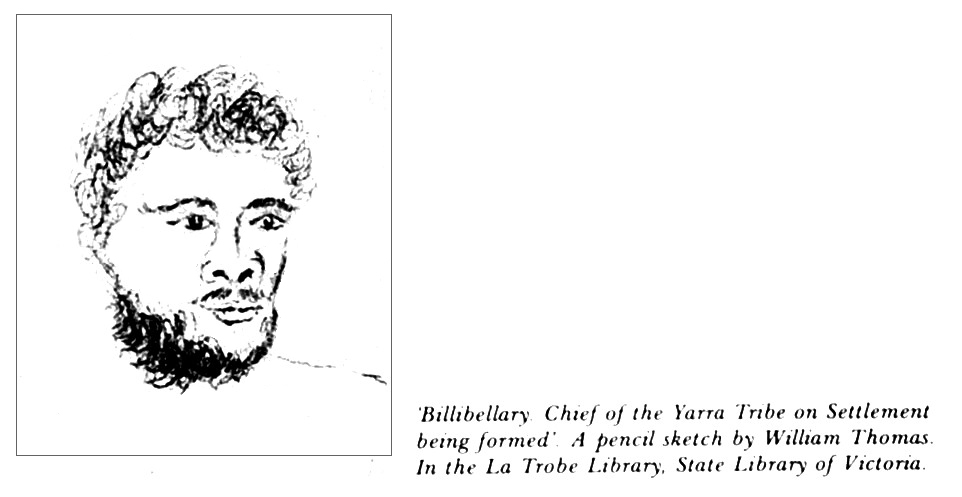 'Billibellary. Chief of the Yarra Tribe on Settlement
being formed'. A pencil sketch by William Thomas.
In the La Trobe Library, State Library of Victoria.